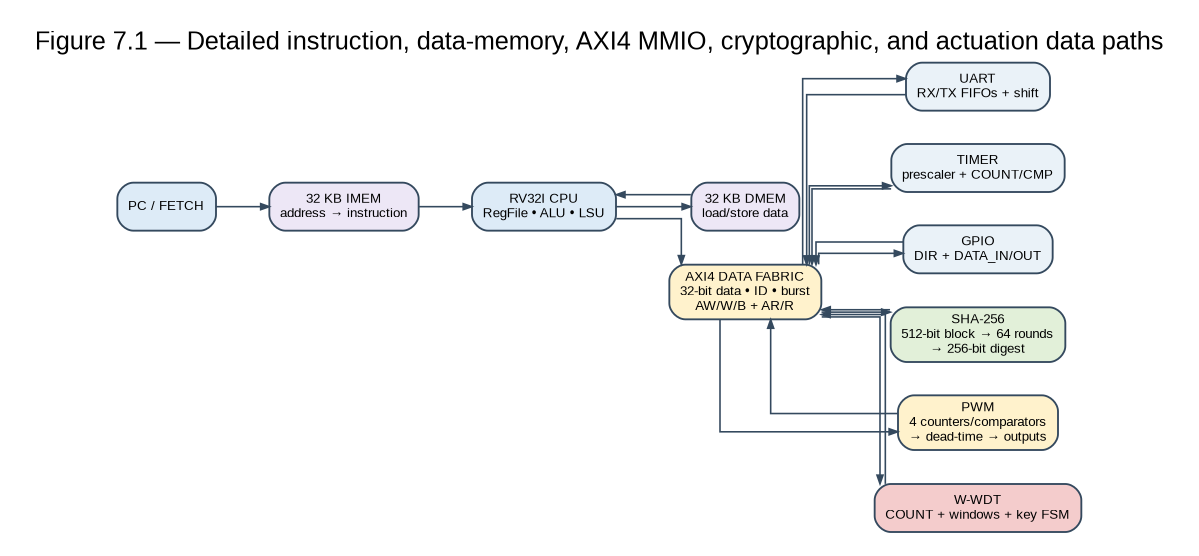 Figure 7.1 — Detailed instruction, data-memory, AXI4 MMIO, cryptographic, and actuation data paths
UART
RX/TX FIFOs + shift
TIMER
prescaler + COUNT/CMP
PC / FETCH
32 KB IMEM
address → instruction
RV32I CPU
RegFile • ALU • LSU
32 KB DMEM
load/store data
GPIO
DIR + DATA_IN/OUT
AXI4 DATA FABRIC
32-bit data • ID • burst
AW/W/B + AR/R
SHA-256
512-bit block → 64 rounds
→ 256-bit digest
PWM
4 counters/comparators
→ dead-time → outputs
W-WDT
COUNT + windows + key FSM